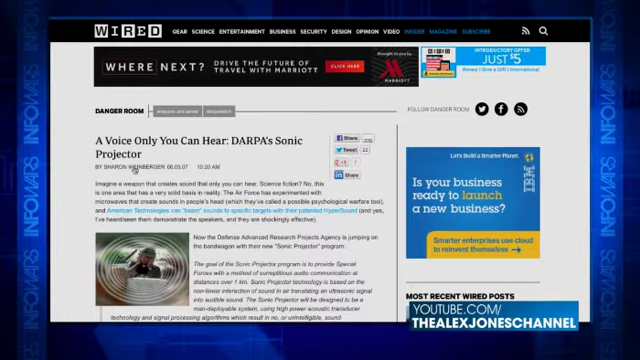 WIRED
GEAR SCIENCE ENTERTAINMENT BUSINESS SECURITY DESIGN OPINION VIDEO INSIDER MAGAZINE SUBSCRIBE
WHERE NEXT? DRIVE THE FUTURE OF TRAVEL WITH MARRIOTT CLICK HERE
Marriott
INTRODUCTORY OFFER
JUST $5
DANGER ROOM
FOLLOW DANGER ROOM
A Voice Only You Can Hear: DARPA's Sonic
Projector
BY SHARON WEINBERGER 06.05.07 10:20 AM
Share
Tweet 22
+1
Share
Imagine a weapon that creates sound that only you can hear. Science fiction? No, this
is one area that has a very solid basis in reality. The Air Force has experimented with
microwaves that create sounds in people's head (which they've called a possible psychological warfare tool),
and American Technologies can "beam" sounds to specific targets with their patented HyperSound (and yes,
I've heard/seen them demonstrate the speakers, and they are shockingly effective).
Now the Defense Advanced Research Projects Agency is jumping on
the bandwagon with their new "Sonic Projector" program:
The goal of the Sonic Projector program is to provide Special
Forces with a method of surreptitious audio communication at
distances over 1 km. Sonic Projector technology is based on the
non-linear interaction of sound in air translating an ultrasonic signal
into audible sound. The Sonic Projector will be designed to be a
man-deployable system, using high power acoustic transducer
technology and signal processing algorithms which result in no, or unintelligible, sound
Let's Build a Smarter Planet.
IBM
Is your business
ready to launch
a new business?
Smarter enterprises use cloud
to reinvent themselves
MOST RECENT WIRED POSTS
YOUTUBE.COM/
THEALEXJONESCHANNEL
INFOWARS
INFOWARS